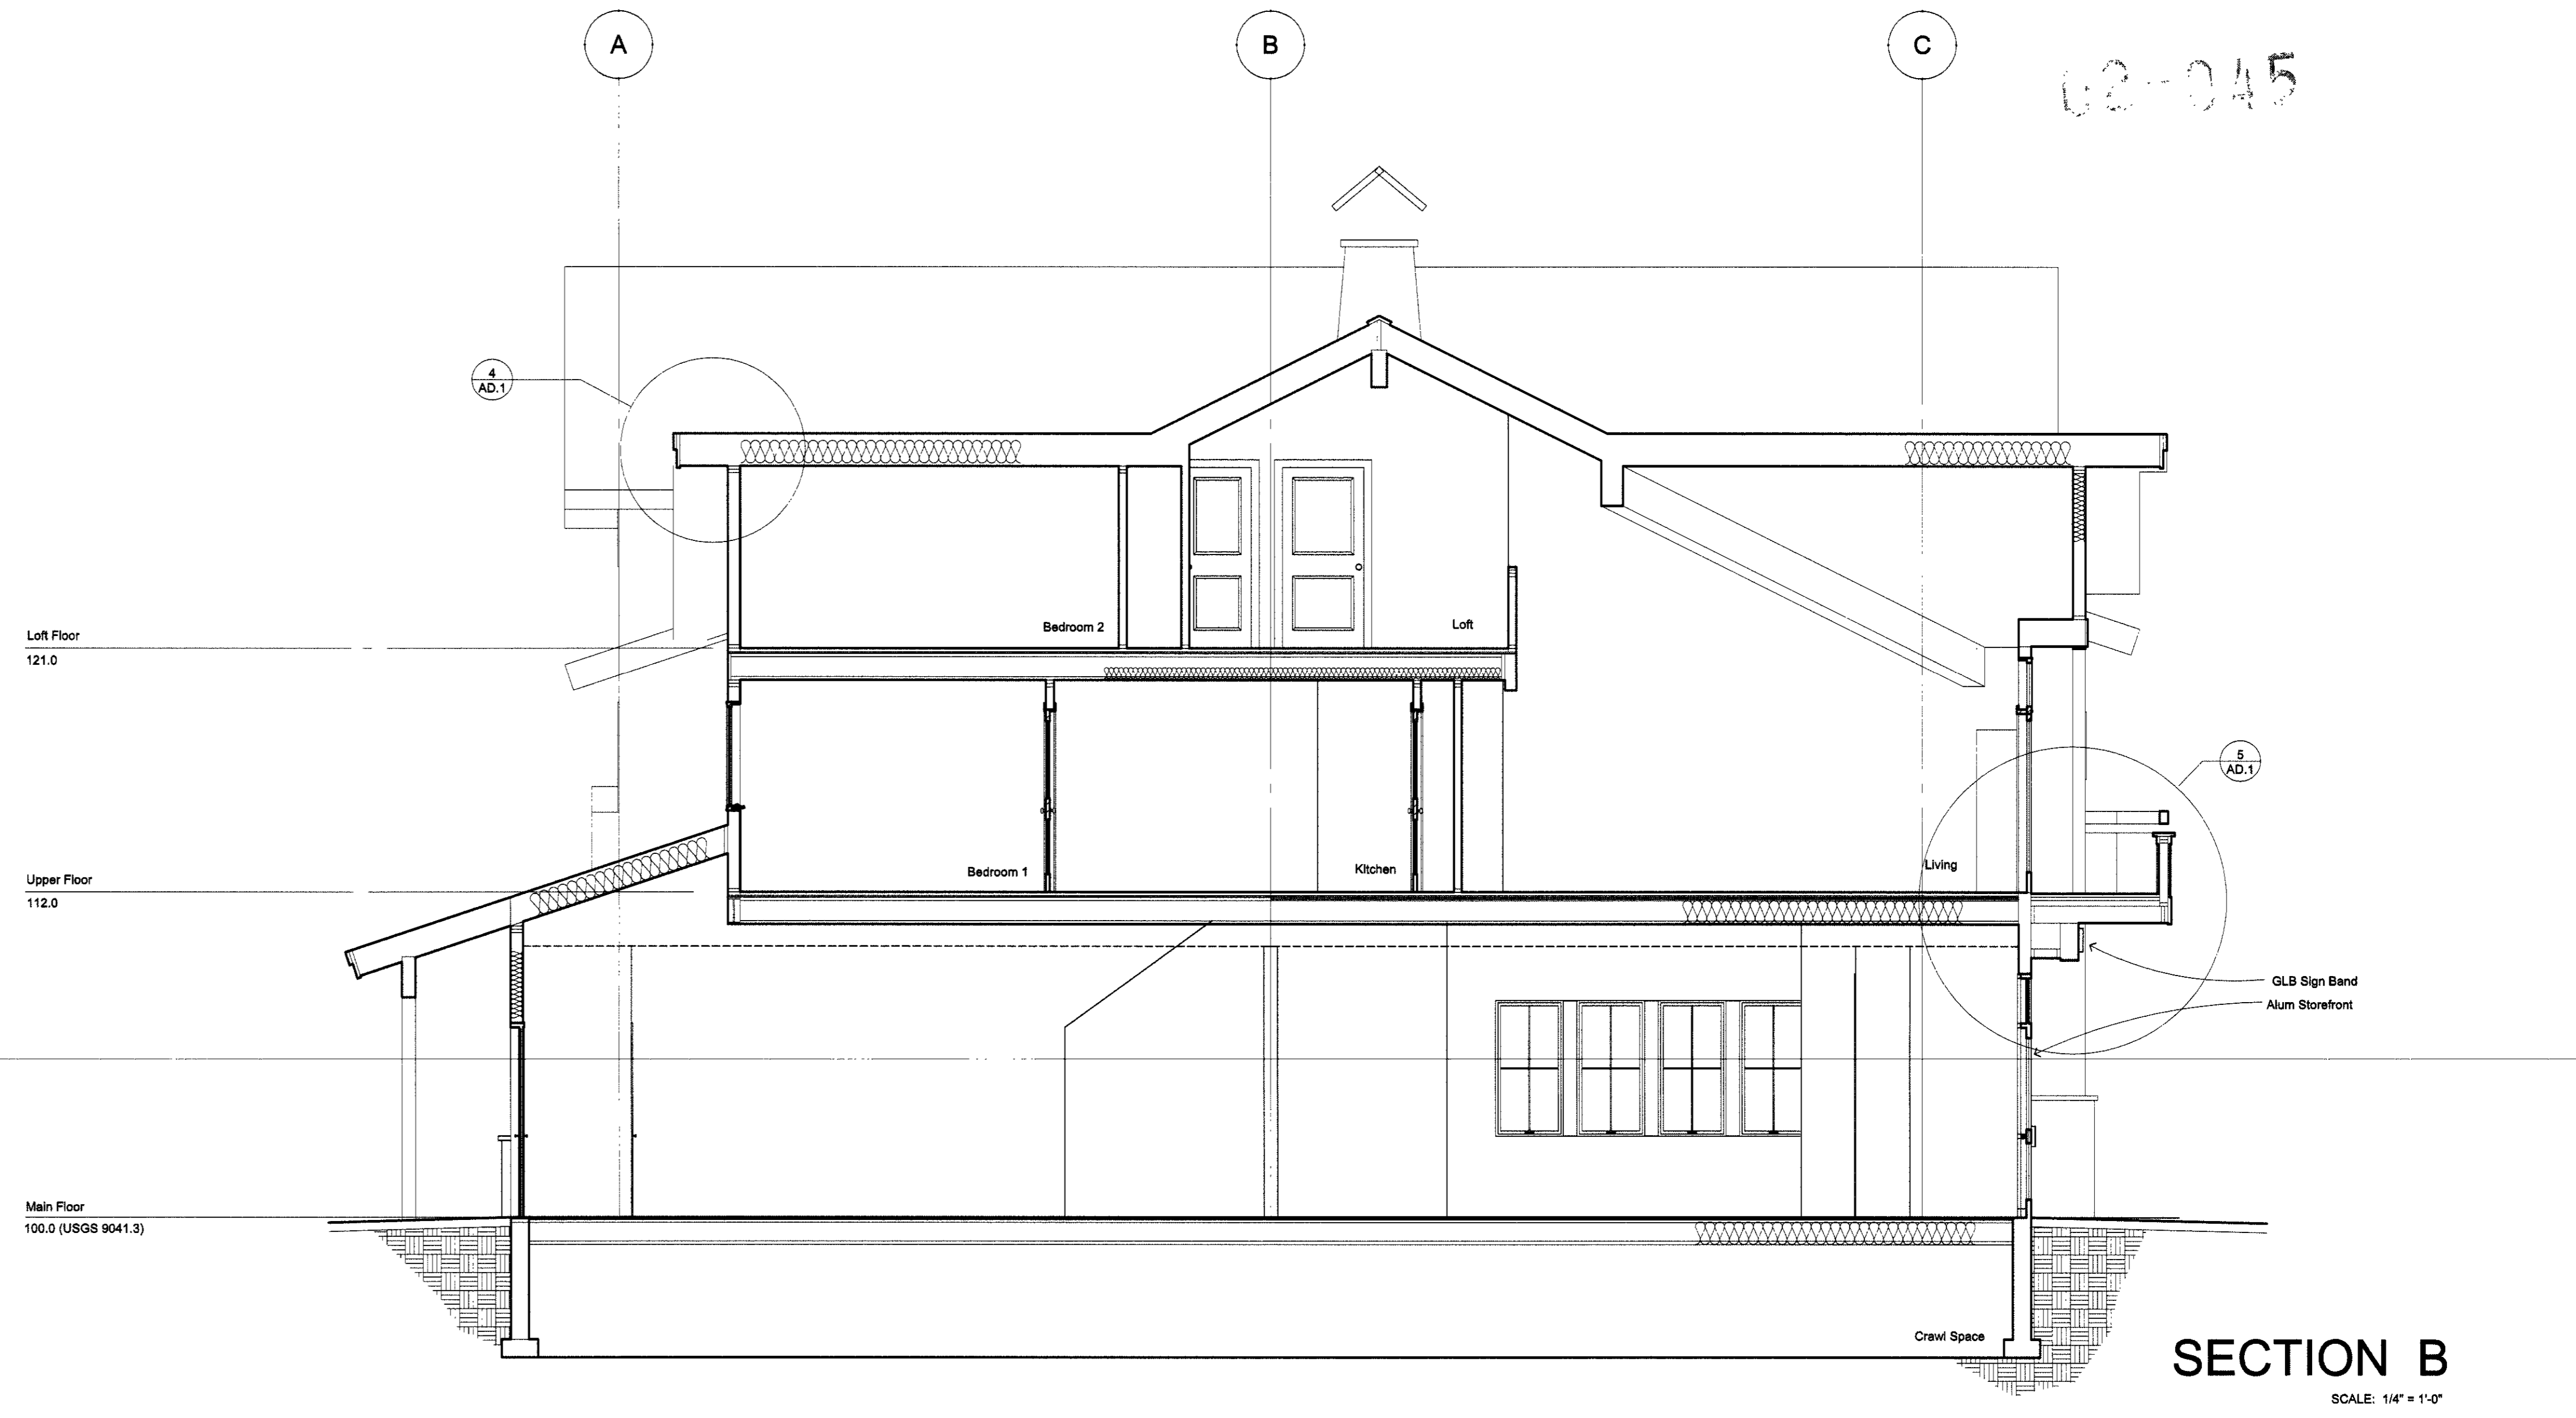 A
B
C
02-045
4
AD.1
Bedroom 2
Loft
Loft Floor
121.0
5
AD.1
Bedroom 1
Kitchen
Living
Upper Floor
112.0
GLB Sign Band
Alum Storefront
Main Floor
100.0 (USGS 9041.3)
Crawl Space
SECTION B
SCALE: 1/4" = 1'-0"